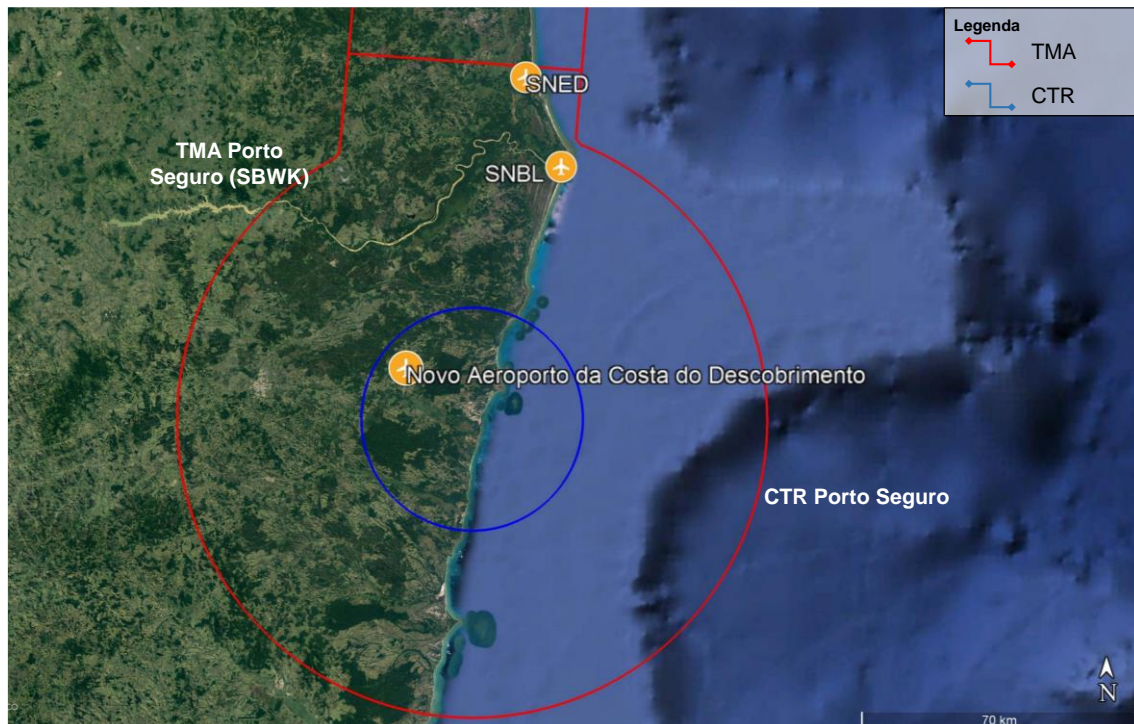 Legenda
TMA
CTR
SNED
TMA Porto
Seguro (SBWK)
SNBL
Novo Aeroporto da Costa do Descobrimento
CTR Porto Seguro
N
70 km